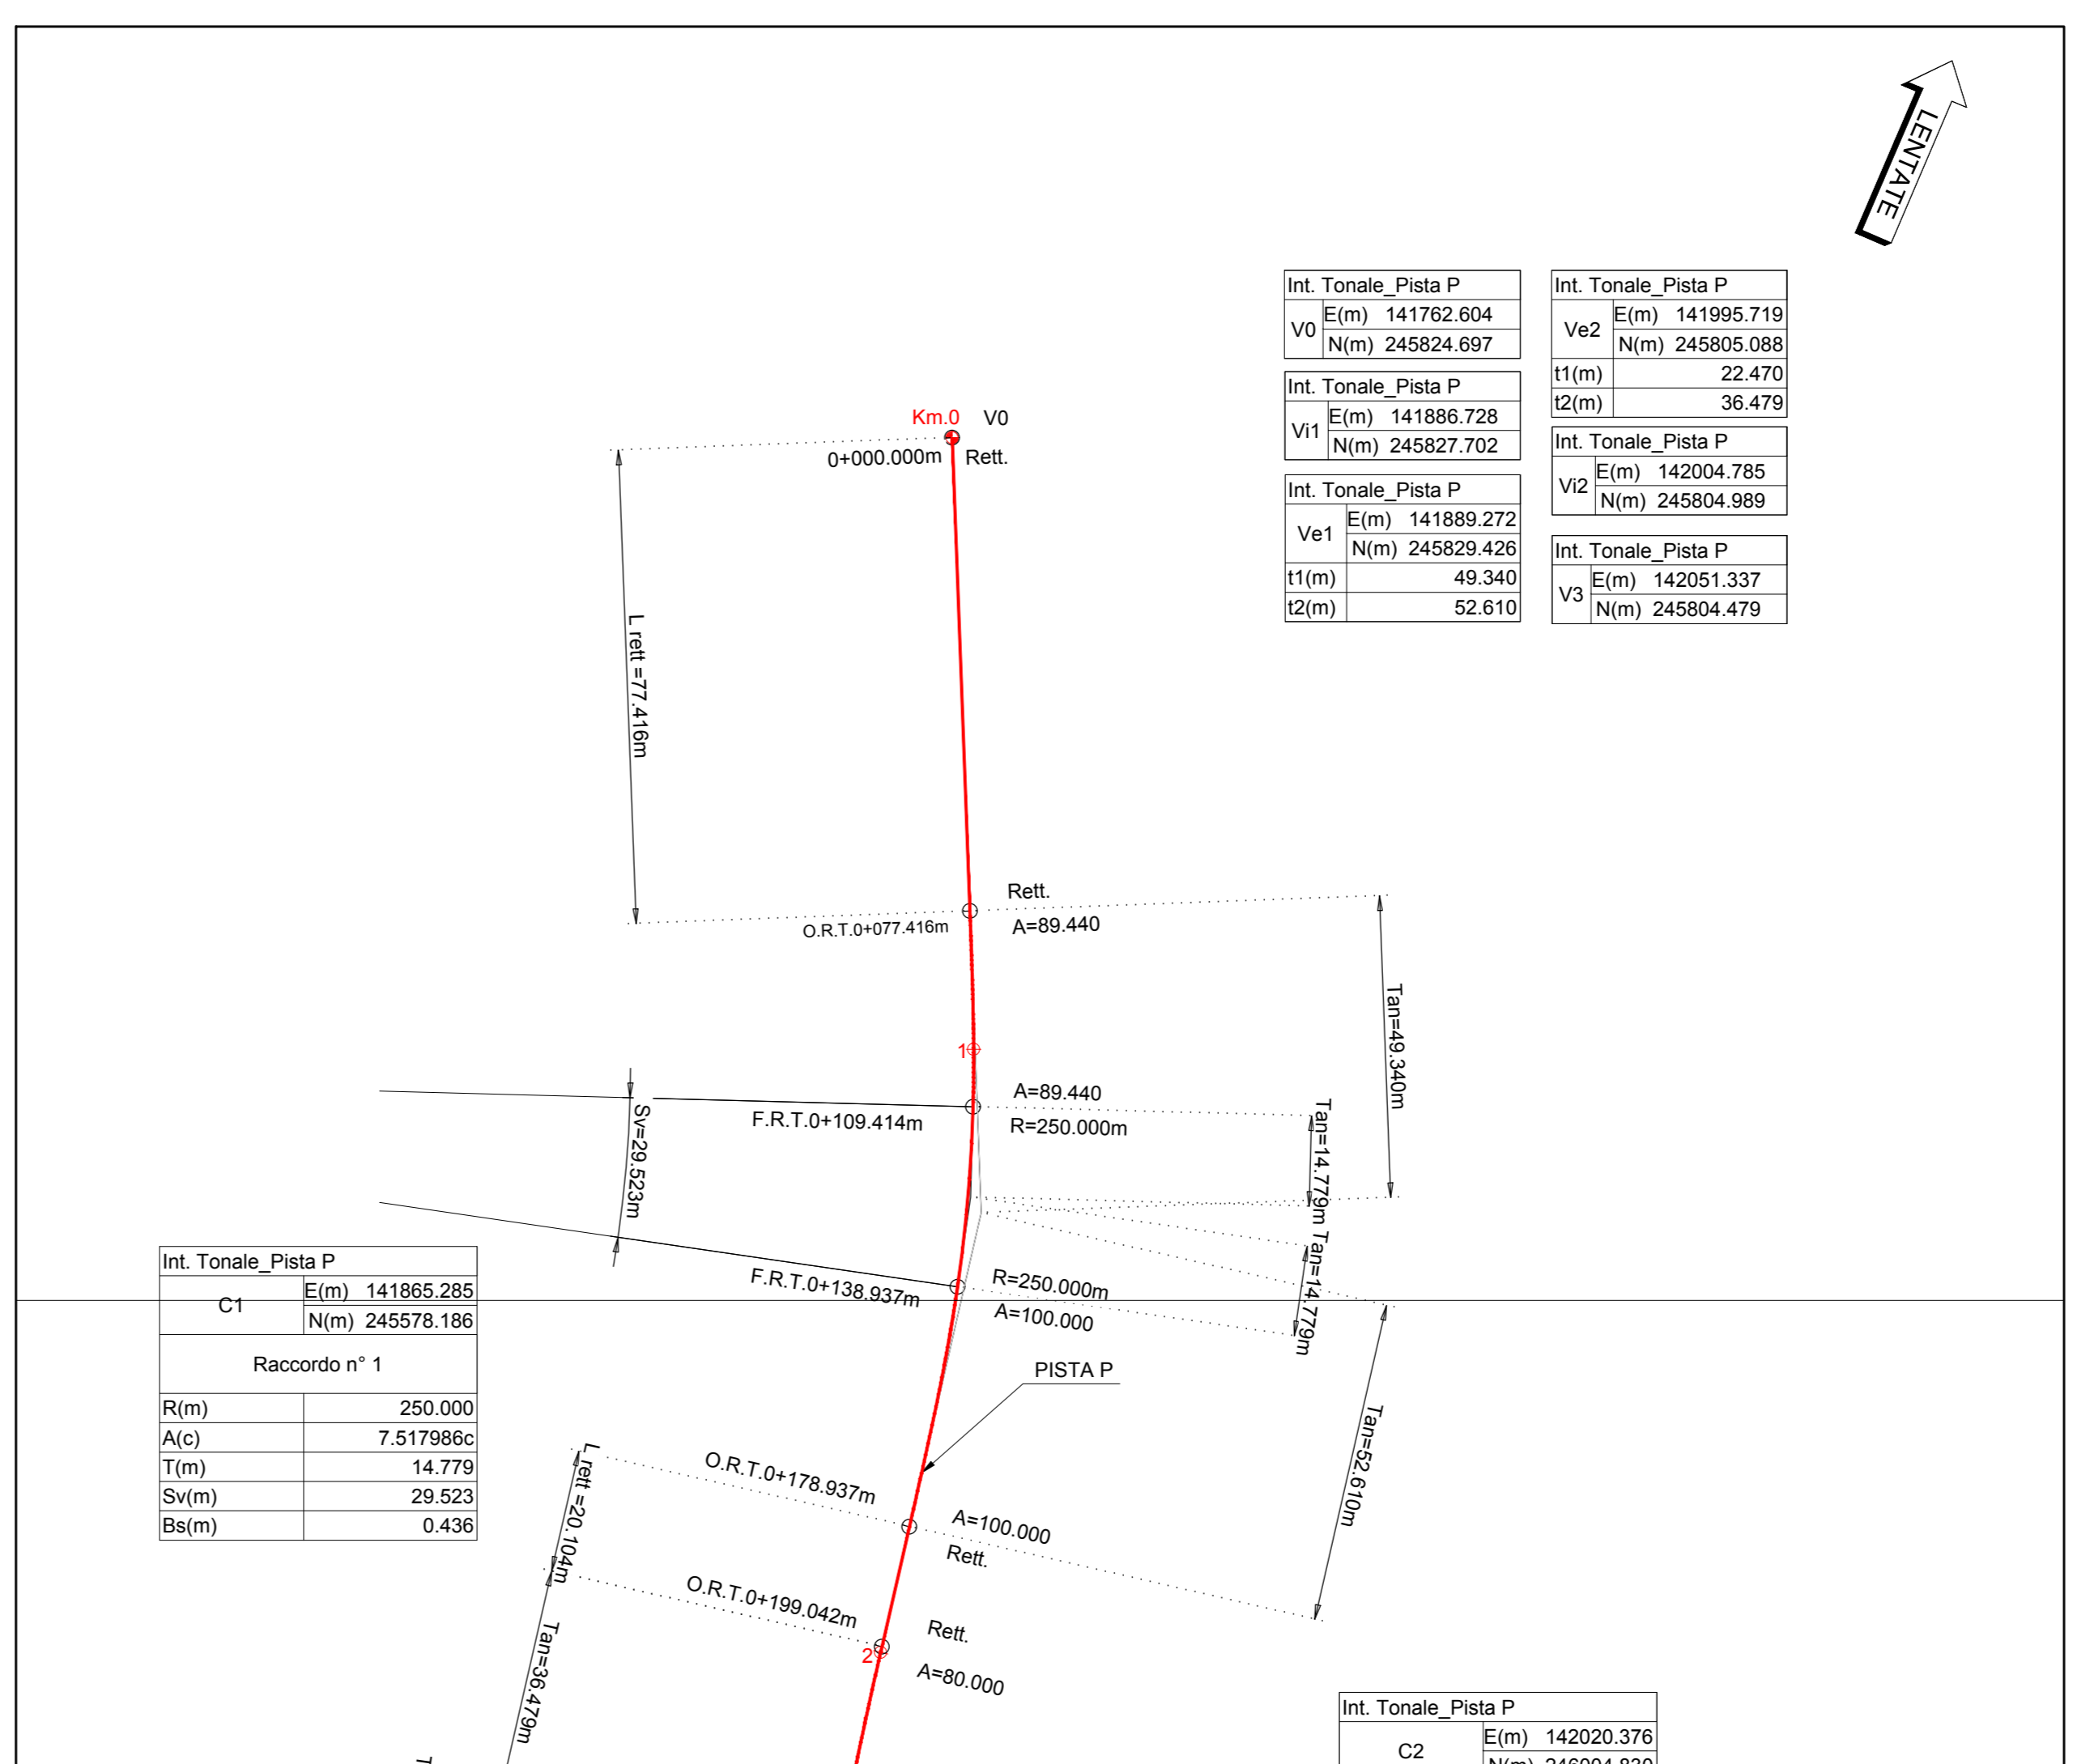 LENTATE
Int. Tonale_Pista P
V0
E(m) 141762.604
N(m) 245824.697
Int. Tonale_Pista P
Vi1
E(m) 141886.728
N(m) 245827.702
Int. Tonale_Pista P
Ve1
E(m) 141889.272
N(m) 245829.426
t1(m) 49.340
t2(m) 52.610
Int. Tonale_Pista P
Ve2
E(m) 141995.719
N(m) 245805.088
t1(m) 22.470
t2(m) 36.479
Int. Tonale_Pista P
Vi2
E(m) 142004.785
N(m) 245804.989
Int. Tonale_Pista P
V3
E(m) 142051.337
N(m) 245804.479
Km.0 V0
0+000.000m Rett.
L rett =77.416m
Rett.
O.R.T.0+077.416m A=89.440
Tan=49.340m
1
A=89.440
F.R.T.0+109.414m R=250.000m
Sv=29.523m
Tan=14.779m
Tan=14.779m
F.R.T.0+138.937m R=250.000m
A=100.000
PISTA P
Tan=52.610m
Int. Tonale_Pista P
C1
E(m) 141865.285
N(m) 245578.186
Raccordo n° 1
R(m) 250.000
A(c) 7.517986c
T(m) 14.779
Sv(m) 29.523
Bs(m) 0.436
L rett =20.104m
O.R.T.0+178.937m A=100.000
Rett.
O.R.T.0+199.042m Rett.
2
A=80.000
Tan=36.479m
Int. Tonale_Pista P
C2
E(m) 142020.376